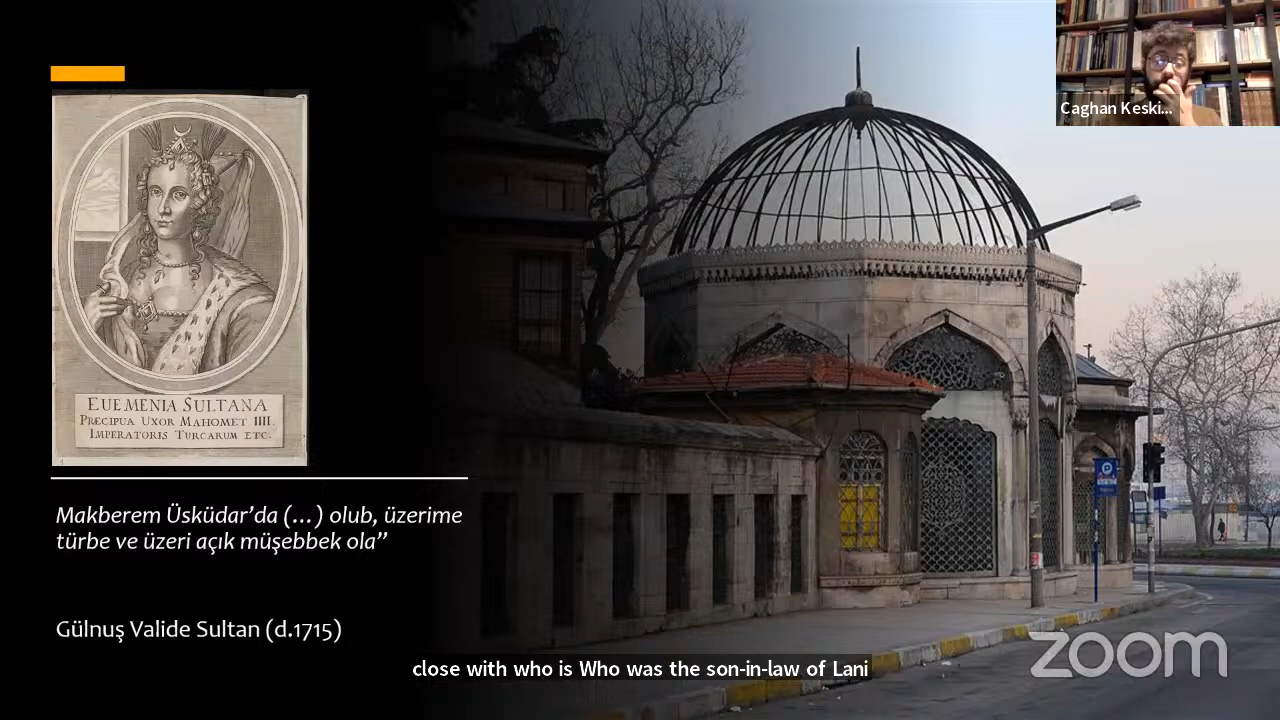 Caghan Keski...
EUEMENIA SULTANA
PRECIPUA UXOR MAHOMET IIII.
IMPERATORIS TURCARUM ETC.
Makberem Üsküdar’da (...) olub, üzerime
türbe ve üzeri açık müşebbek ola”
Gülnuş Valide Sultan (d.1715)
close with who is Who was the son-in-law of Lani
zoom